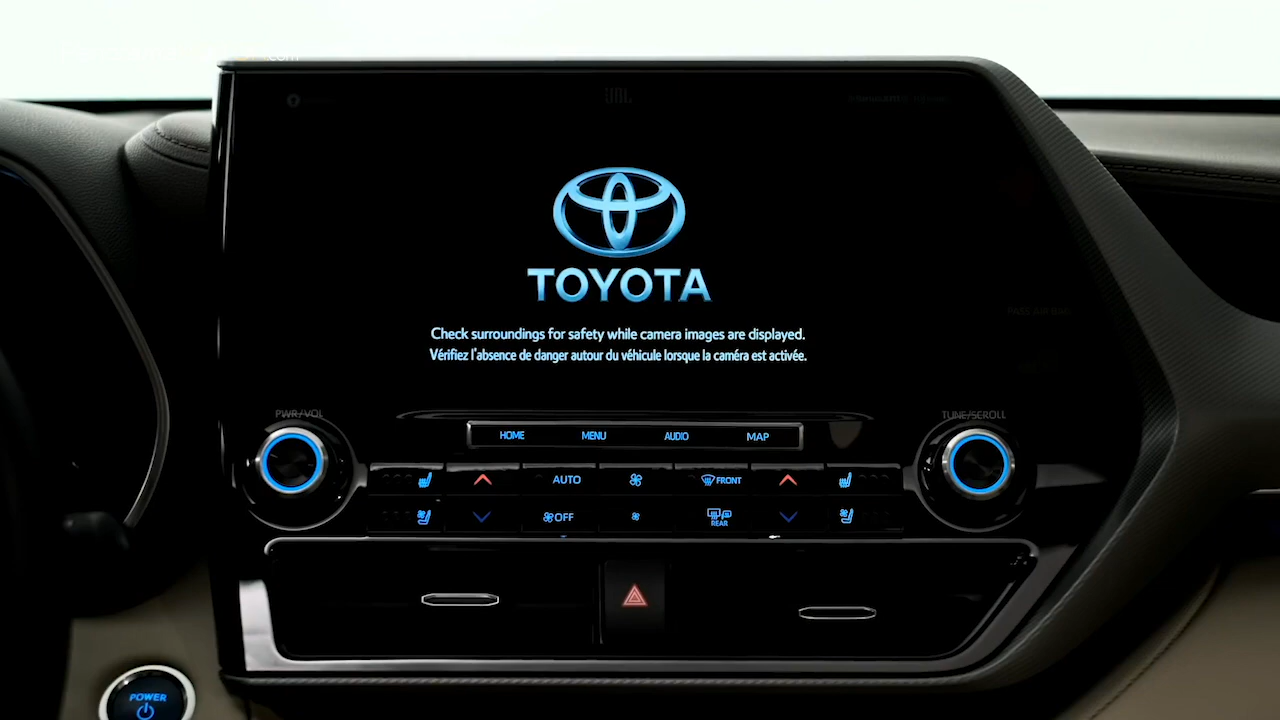 JBL
TOYOTA
Check surroundings for safety while camera images are displayed.
Vérifiez l'absence de danger autour du véhicule lorsque la caméra est activée.
PWR/VOL
TUNE/SCROLL
HOME MENU AUDIO MAP
AUTO FRONT
OFF REAR
POWER